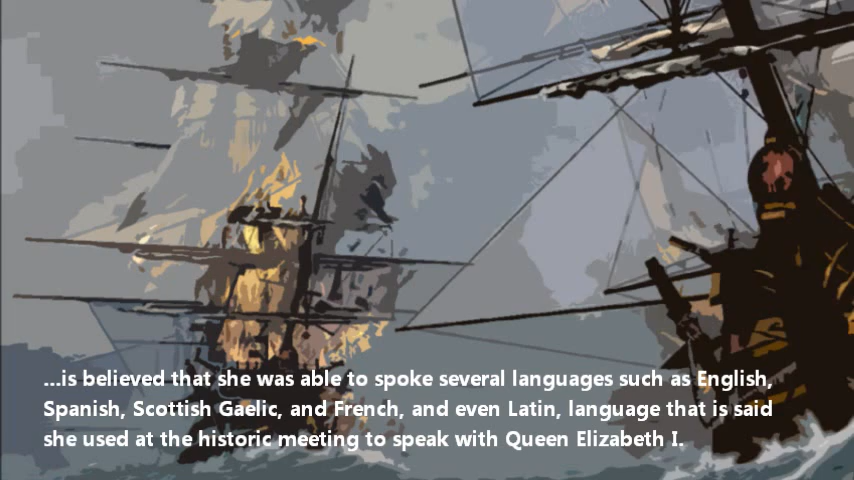 ...is believed that she was able to spoke several languages such as English,
Spanish, Scottish Gaelic, and French, and even Latin, language that is said
she used at the historic meeting to speak with Queen Elizabeth I.